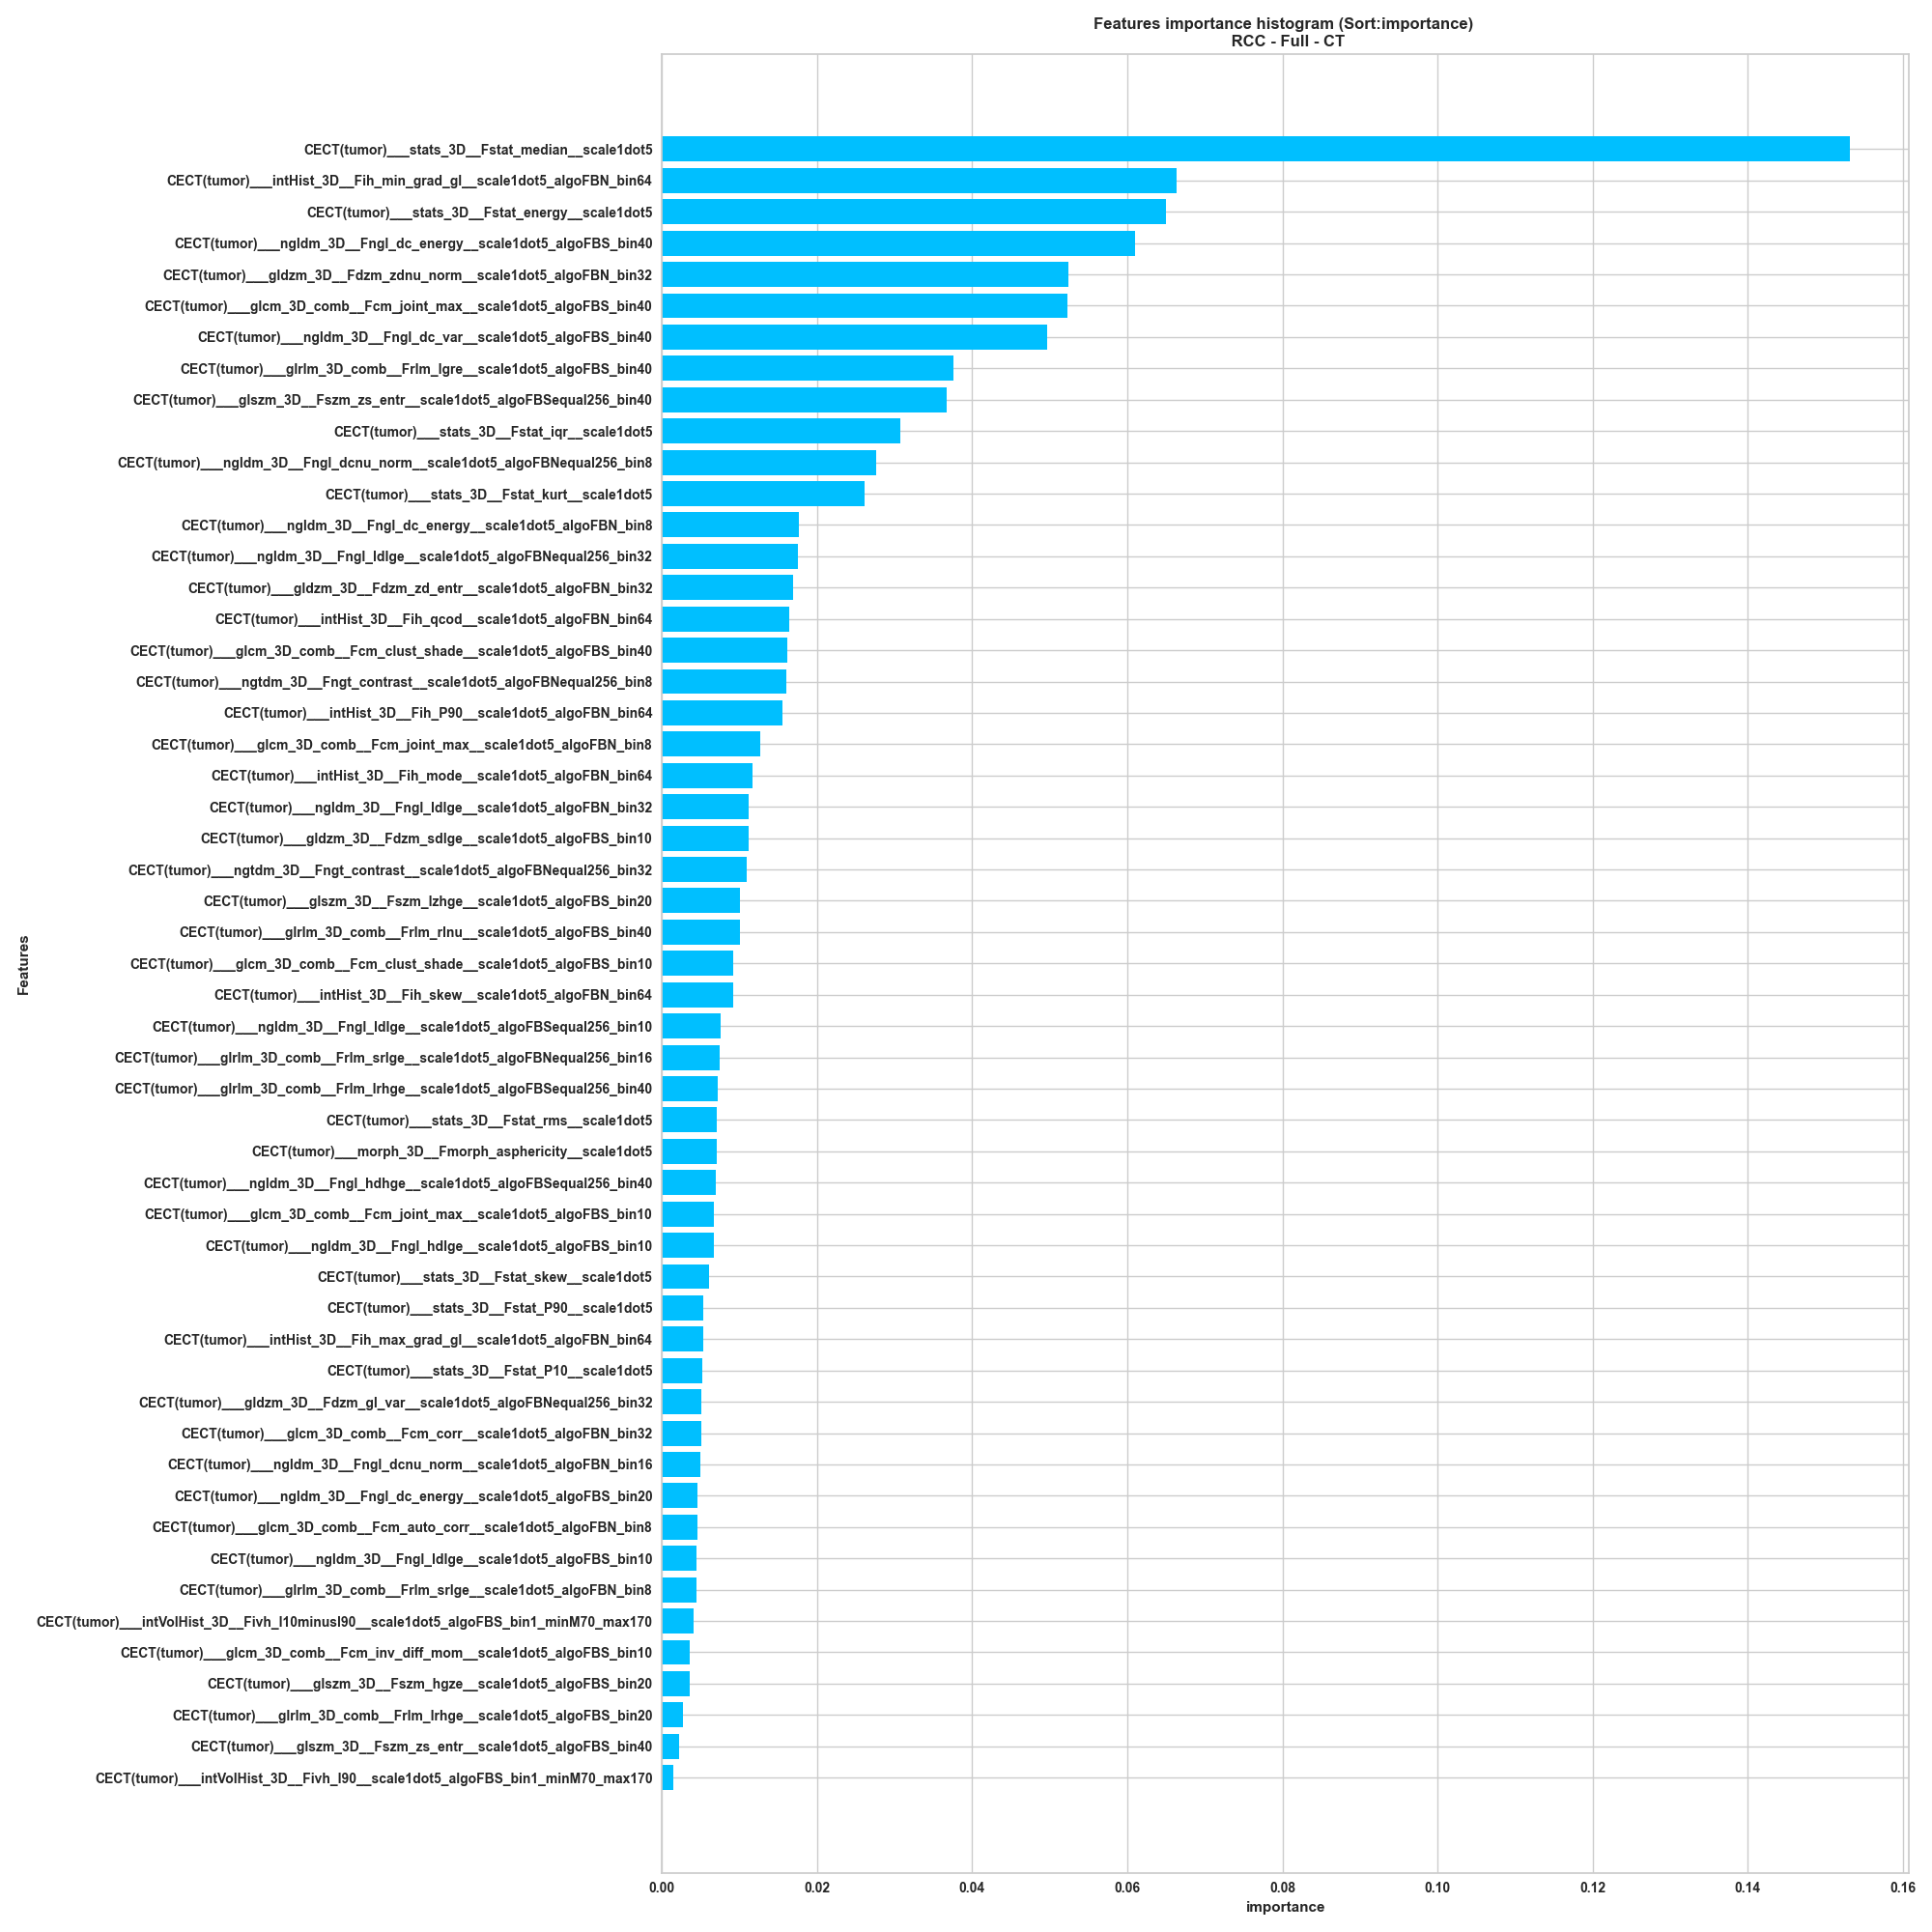 Features importance histogram (Sort:importance)
RCC - Full - CT
CECT(tumor)___stats_3D__Fstat_median__scale1dot5
CECT(tumor)___intHist_3D__Fih_min_grad_gl__scale1dot5_algoFBN_bin64
CECT(tumor)___stats_3D__Fstat_energy__scale1dot5
CECT(tumor)___ngldm_3D__Fngl_dc_energy__scale1dot5_algoFBS_bin40
CECT(tumor)___gldzm_3D__Fdzm_zdnu_norm__scale1dot5_algoFBN_bin32
CECT(tumor)___glcm_3D_comb__Fcm_joint_max__scale1dot5_algoFBS_bin40
CECT(tumor)___ngldm_3D__Fngl_dc_var__scale1dot5_algoFBS_bin40
CECT(tumor)___glrlm_3D_comb__Frlm_lgre__scale1dot5_algoFBS_bin40
CECT(tumor)___glszm_3D__Fszm_zs_entr__scale1dot5_algoFBSequal256_bin40
CECT(tumor)___stats_3D__Fstat_iqr__scale1dot5
CECT(tumor)___ngldm_3D__Fngl_dcnu_norm__scale1dot5_algoFBNequal256_bin8
CECT(tumor)___stats_3D__Fstat_kurt__scale1dot5
CECT(tumor)___ngldm_3D__Fngl_dc_energy__scale1dot5_algoFBN_bin8
CECT(tumor)___ngldm_3D__Fngl_ldlge__scale1dot5_algoFBNequal256_bin32
CECT(tumor)___gldzm_3D__Fdzm_zd_entr__scale1dot5_algoFBN_bin32
CECT(tumor)___intHist_3D__Fih_qcod__scale1dot5_algoFBN_bin64
CECT(tumor)___glcm_3D_comb__Fcm_clust_shade__scale1dot5_algoFBS_bin40
CECT(tumor)___ngtdm_3D__Fngt_contrast__scale1dot5_algoFBNequal256_bin8
CECT(tumor)___intHist_3D__Fih_P90__scale1dot5_algoFBN_bin64
CECT(tumor)___glcm_3D_comb__Fcm_joint_max__scale1dot5_algoFBN_bin8
CECT(tumor)___intHist_3D__Fih_mode__scale1dot5_algoFBN_bin64
CECT(tumor)___ngldm_3D__Fngl_ldlge__scale1dot5_algoFBN_bin32
CECT(tumor)___gldzm_3D__Fdzm_sdlge__scale1dot5_algoFBS_bin10
CECT(tumor)___ngtdm_3D__Fngt_contrast__scale1dot5_algoFBNequal256_bin32
CECT(tumor)___glszm_3D__Fszm_lzhge__scale1dot5_algoFBS_bin20
CECT(tumor)___glrlm_3D_comb__Frlm_rlnu__scale1dot5_algoFBS_bin40
CECT(tumor)___glcm_3D_comb__Fcm_clust_shade__scale1dot5_algoFBS_bin10
CECT(tumor)___intHist_3D__Fih_skew__scale1dot5_algoFBN_bin64
CECT(tumor)___ngldm_3D__Fngl_ldlge__scale1dot5_algoFBSequal256_bin10
CECT(tumor)___glrlm_3D_comb__Frlm_srlge__scale1dot5_algoFBNequal256_bin16
CECT(tumor)___glrlm_3D_comb__Frlm_lrhge__scale1dot5_algoFBSequal256_bin40
CECT(tumor)___stats_3D__Fstat_rms__scale1dot5
CECT(tumor)___morph_3D__Fmorph_asphericity__scale1dot5
CECT(tumor)___ngldm_3D__Fngl_hdhge__scale1dot5_algoFBSequal256_bin40
CECT(tumor)___glcm_3D_comb__Fcm_joint_max__scale1dot5_algoFBS_bin10
CECT(tumor)___ngldm_3D__Fngl_hdlge__scale1dot5_algoFBS_bin10
CECT(tumor)___stats_3D__Fstat_skew__scale1dot5
CECT(tumor)___stats_3D__Fstat_P90__scale1dot5
CECT(tumor)___intHist_3D__Fih_max_grad_gl__scale1dot5_algoFBN_bin64
CECT(tumor)___stats_3D__Fstat_P10__scale1dot5
CECT(tumor)___gldzm_3D__Fdzm_gl_var__scale1dot5_algoFBNequal256_bin32
CECT(tumor)___glcm_3D_comb__Fcm_corr__scale1dot5_algoFBN_bin32
CECT(tumor)___ngldm_3D__Fngl_dcnu_norm__scale1dot5_algoFBN_bin16
CECT(tumor)___ngldm_3D__Fngl_dc_energy__scale1dot5_algoFBS_bin20
CECT(tumor)___glcm_3D_comb__Fcm_auto_corr__scale1dot5_algoFBN_bin8
CECT(tumor)___ngldm_3D__Fngl_ldlge__scale1dot5_algoFBS_bin10
CECT(tumor)___glrlm_3D_comb__Frlm_srlge__scale1dot5_algoFBN_bin8
CECT(tumor)___intVolHist_3D__Fivh_I10minusI90__scale1dot5_algoFBS_bin1_minM70_max170
CECT(tumor)___glcm_3D_comb__Fcm_inv_diff_mom__scale1dot5_algoFBS_bin10
CECT(tumor)___glszm_3D__Fszm_hgze__scale1dot5_algoFBS_bin20
CECT(tumor)___glrlm_3D_comb__Frlm_lrhge__scale1dot5_algoFBS_bin20
CECT(tumor)___glszm_3D__Fszm_zs_entr__scale1dot5_algoFBS_bin40
CECT(tumor)___intVolHist_3D__Fivh_I90__scale1dot5_algoFBS_bin1_minM70_max170
Features
0.00 0.02 0.04 0.06 0.08 0.10 0.12 0.14 0.16
importance